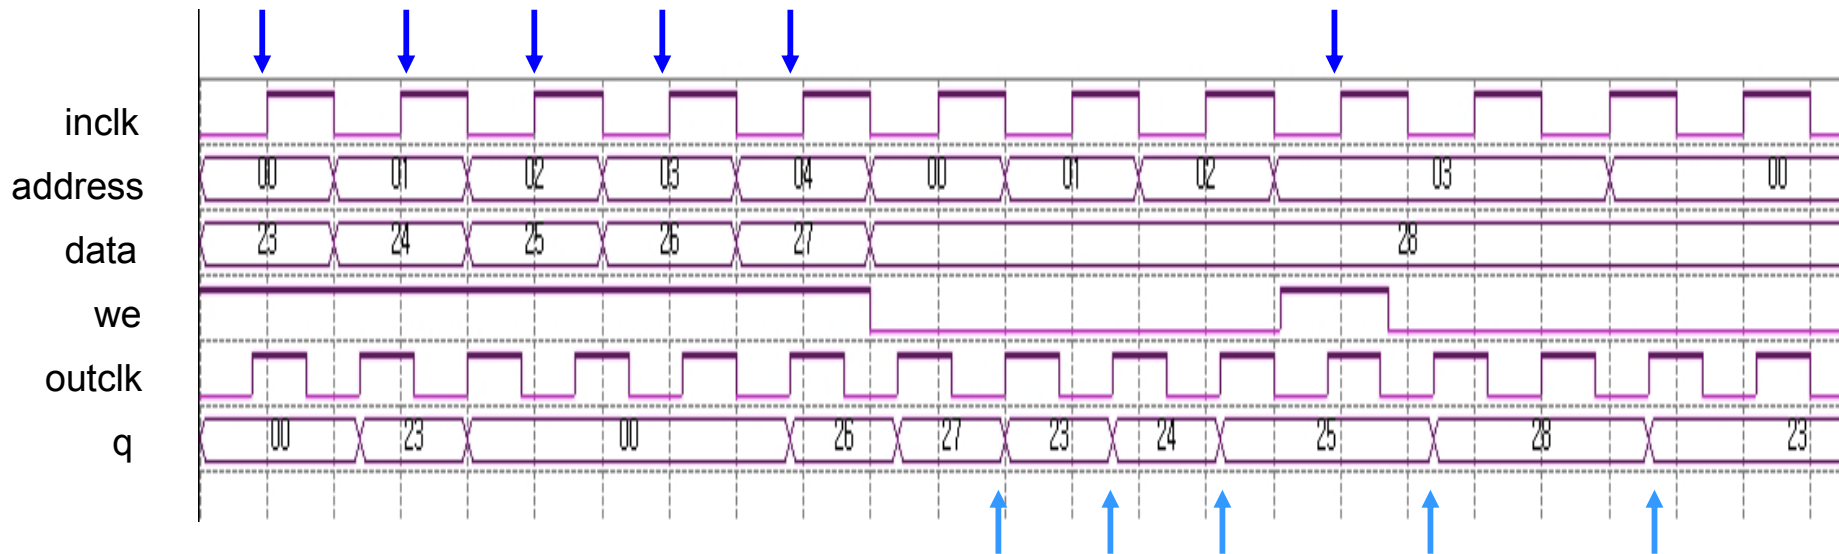 inclk
address 00 01 02 03 04 00 01 02 03 00
data 23 24 25 26 27 28
we
outclk
q 00 23 00 26 27 23 24 25 28 23